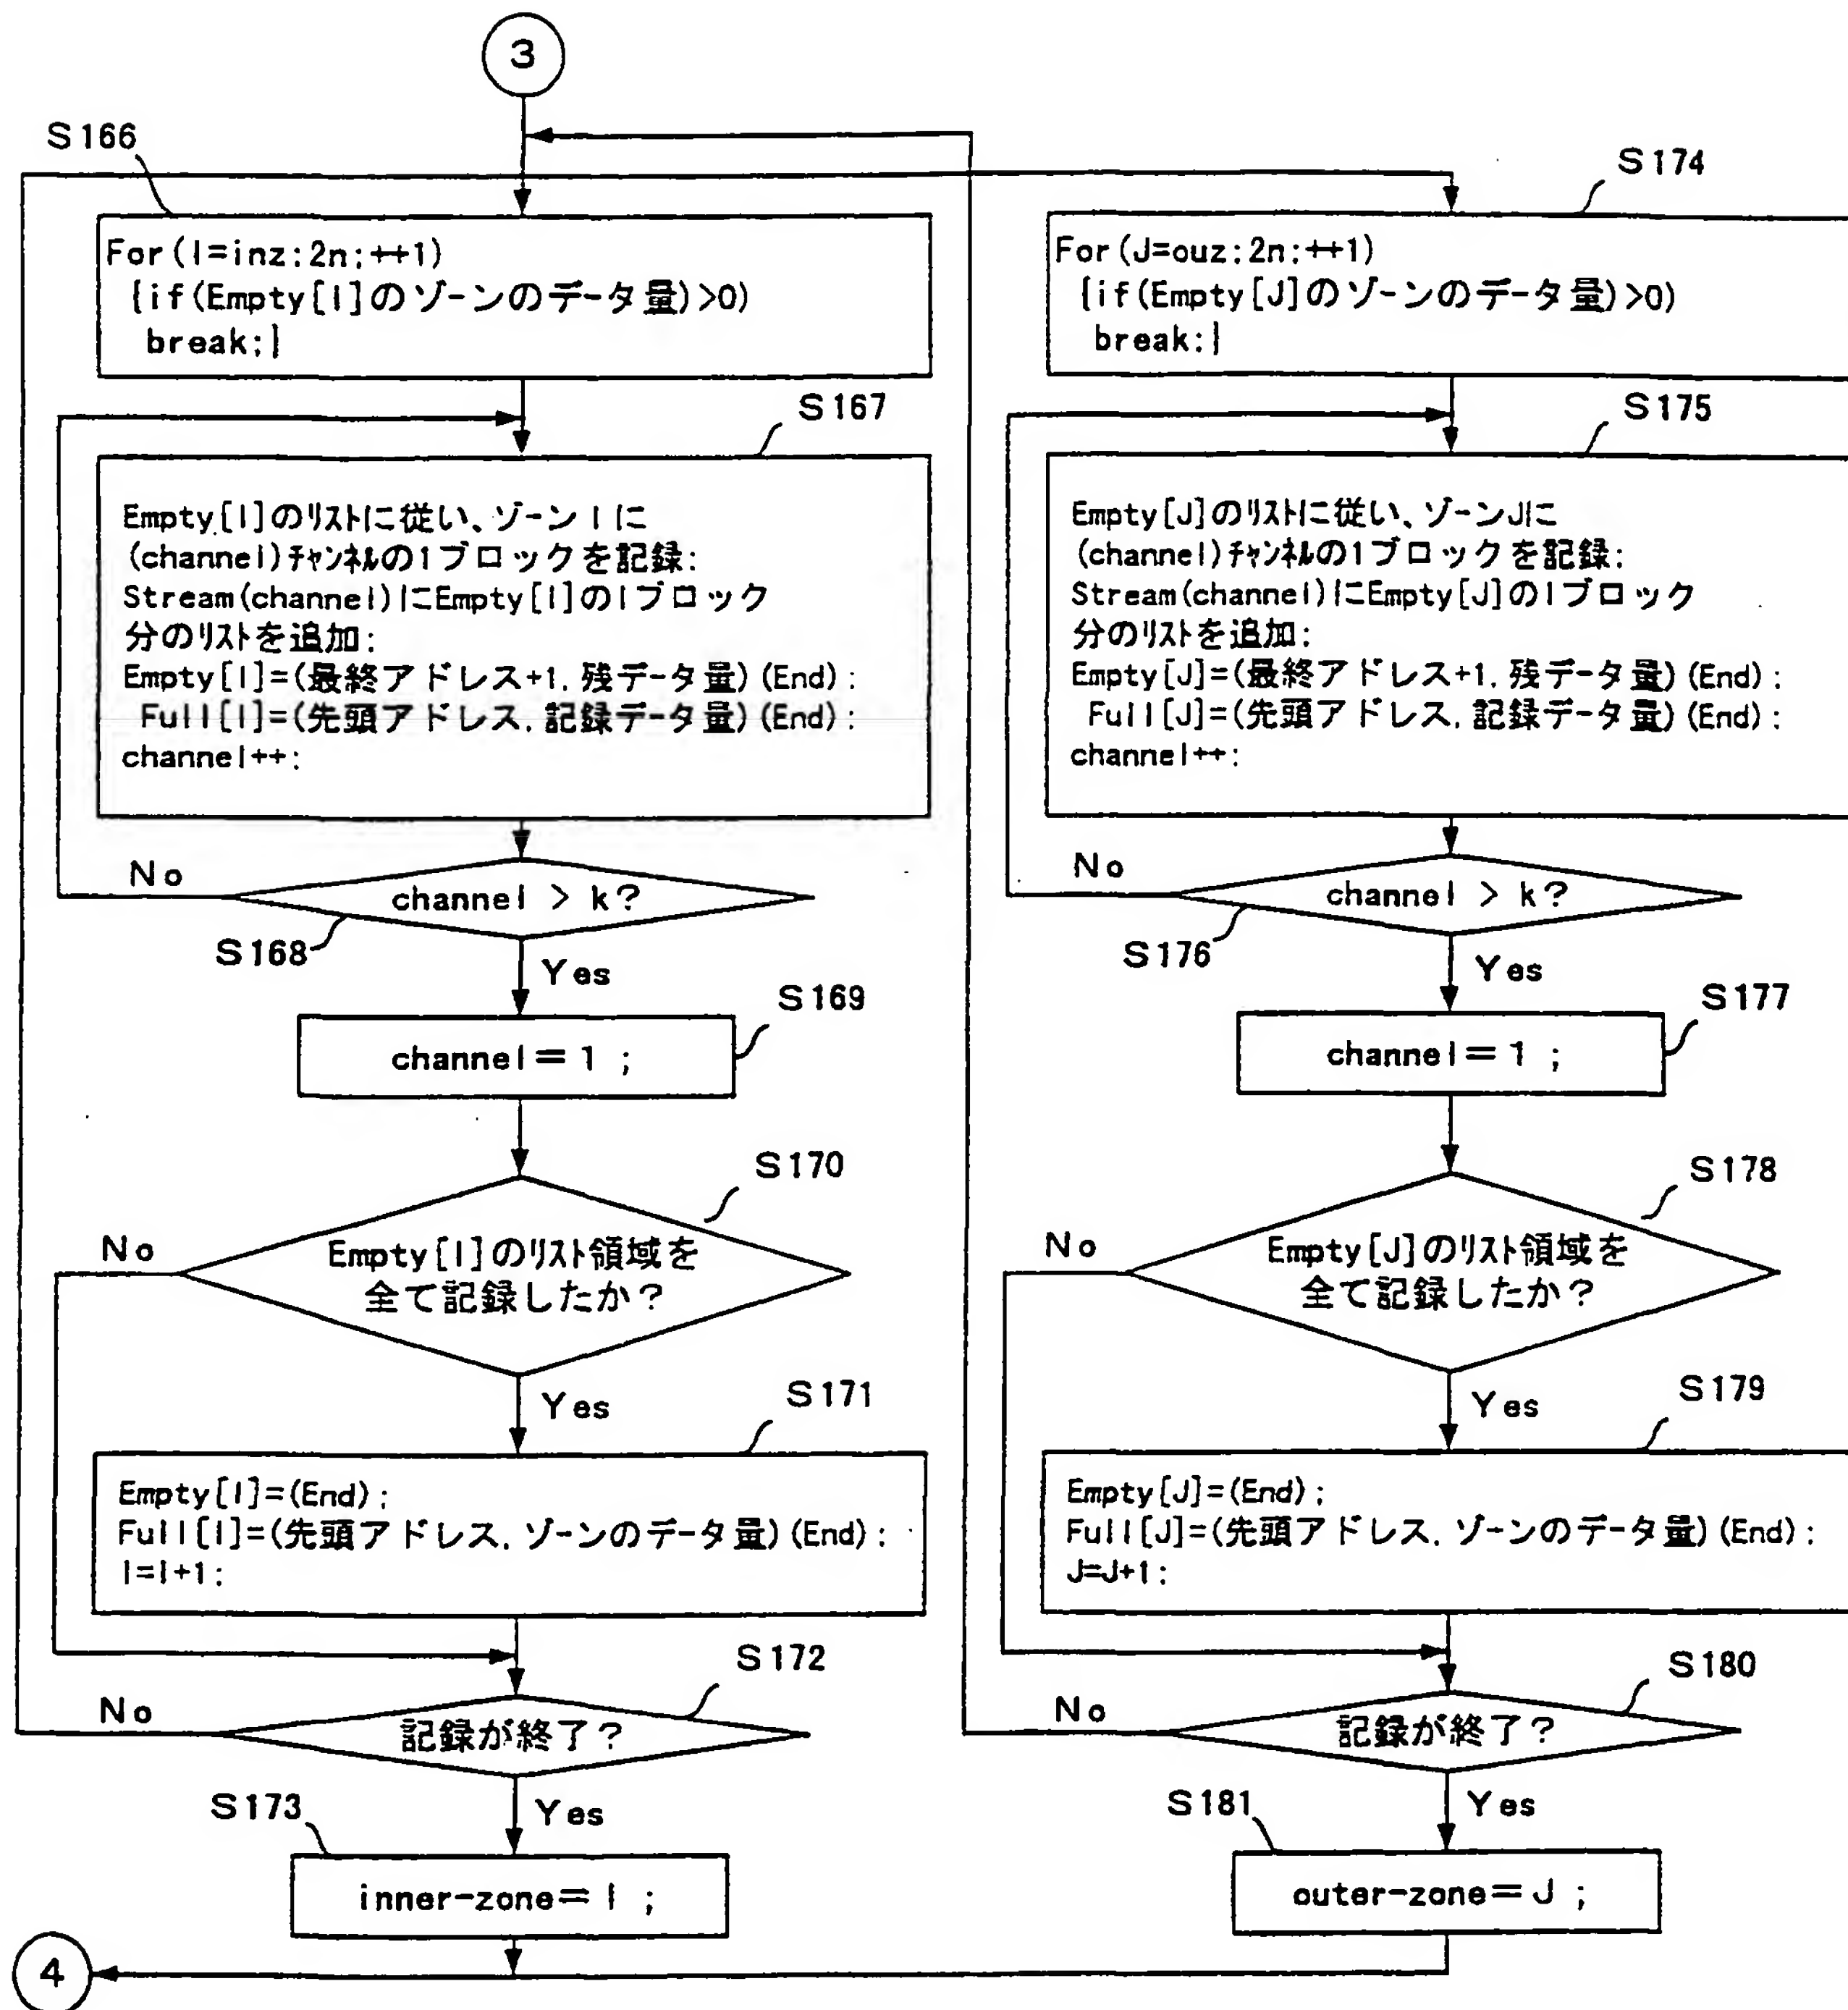 3
S166
For(I=inz:2n;++1)
{if(Empty[I]のゾーンのデータ量)>0)
break;}
S167
Empty[I]のリストに従い、ゾーンIに
(channel)チャンネルの1ブロックを記録:
Stream(channel)にEmpty[I]の1ブロック
分のリストを追加:
Empty[I]=(最終アドレス+1.残データ量)(End):
Full[I]=(先頭アドレス.記録データ量)(End):
channel++:
No
channel > k?
S168
Yes
S169
channel=1 ;
S170
No
Empty[I]のリスト領域を
全て記録したか?
Yes
S171
Empty[I]=(End);
Full[I]=(先頭アドレス.ゾーンのデータ量)(End):
I=I+1:
S172
No
記録が終了?
S173
Yes
inner-zone=I ;
4
S174
For(J=ouz;2n;++1)
{if(Empty[J]のゾーンのデータ量)>0)
break:}
S175
Empty[J]のリストに従い、ゾーンJに
(channel)チャンネルの1ブロックを記録:
Stream(channel)にEmpty[J]の1ブロック
分のリストを追加:
Empty[J]=(最終アドレス+1.残データ量)(End):
Full[J]=(先頭アドレス.記録データ量)(End):
channel++:
No
channel > k?
S176
Yes
S177
channel=1 ;
S178
No
Empty[J]のリスト領域を
全て記録したか?
Yes
S179
Empty[J]=(End);
Full[J]=(先頭アドレス.ゾーンのデータ量)(End):
J=J+1:
S180
No
記録が終了?
S181
Yes
outer-zone=J ;